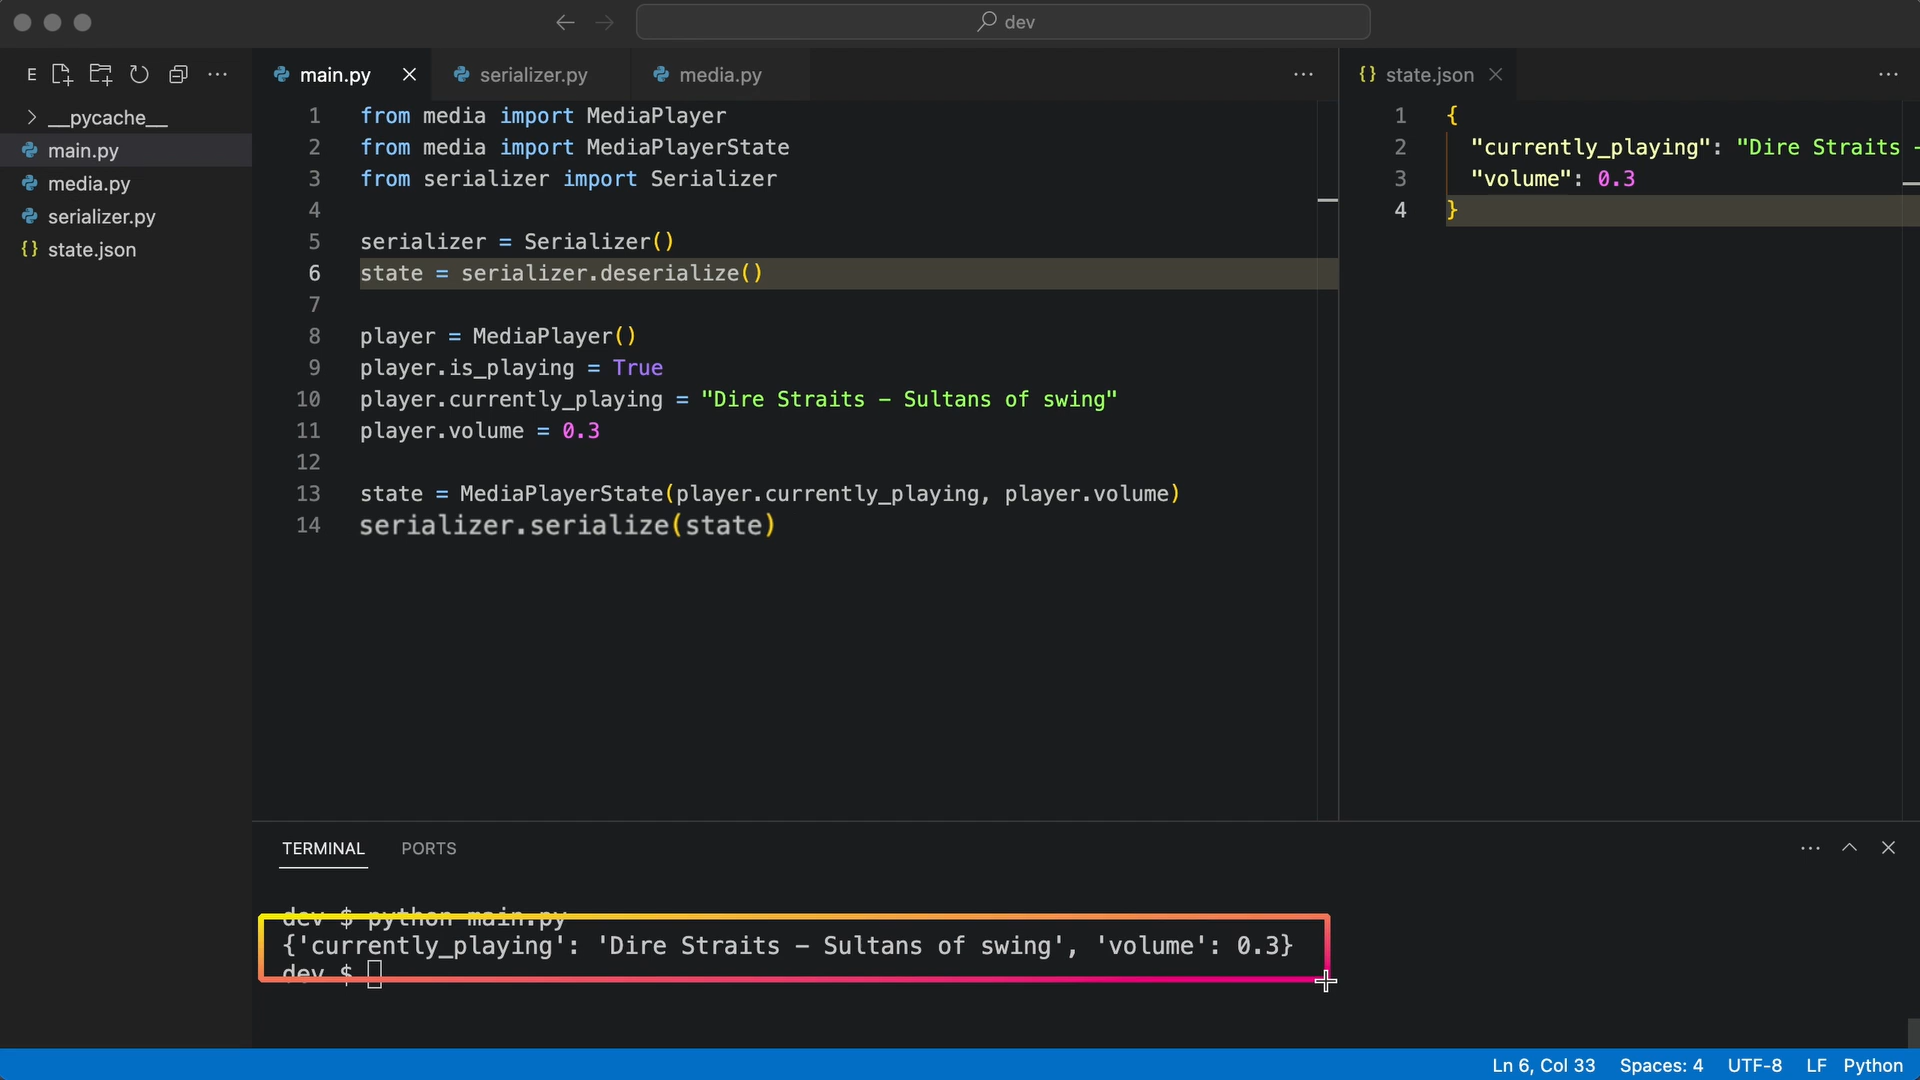 dev
E
__pycache__
main.py
media.py
serializer.py
state.json
main.py
serializer.py
media.py
1 from media import MediaPlayer
2 from media import MediaPlayerState
3 from serializer import Serializer
4
5 serializer = Serializer()
6 state = serializer.deserialize()
7
8 player = MediaPlayer()
9 player.is_playing = True
10 player.currently_playing = "Dire Straits – Sultans of swing"
11 player.volume = 0.3
12
13 state = MediaPlayerState(player.currently_playing, player.volume)
14 serializer.serialize(state)
{} state.json
1 {
2 "currently_playing": "Dire Straits -
3 "volume": 0.3
4 }
TERMINAL PORTS
dev $ python main.py
{'currently_playing': 'Dire Straits – Sultans of swing', 'volume': 0.3}
dev $
Ln 6, Col 33 Spaces: 4 UTF-8 LF Python